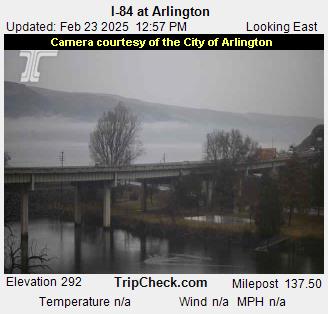 I-84 at Arlington
Updated: Feb 23 2025 12:57 PM Looking East
Camera courtesy of the City of Arlington
Elevation 292 TripCheck.com Milepost 137.50
Temperature n/a Wind n/a MPH n/a